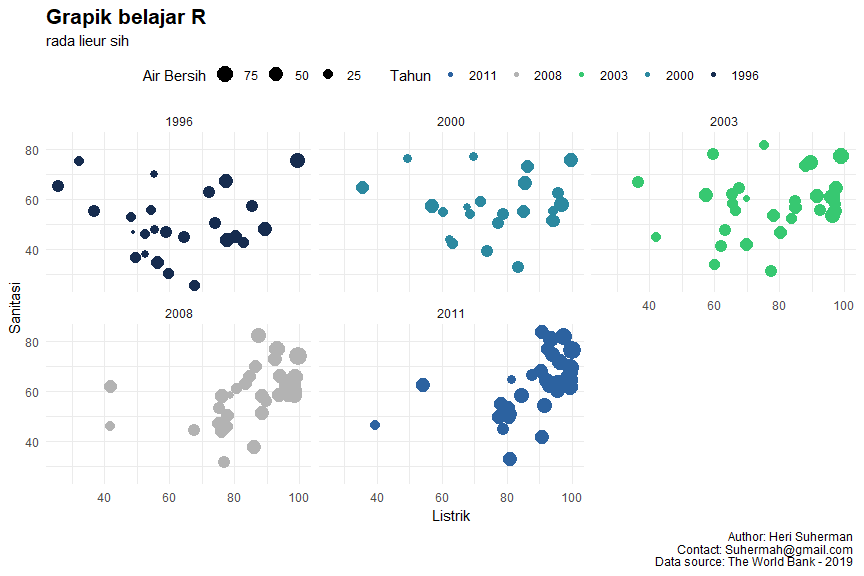 Grapik belajar R
rada lieur sih
Air Bersih 75 50 25 Tahun 2011 2008 2003 2000 1996
1996 2000 2003
80
60
40
40 60 80 100
Sanitasi
2008 2011
80
60
40
40 60 80 100 40 60 80 100
Listrik
Author: Heri Suherman
Contact: Suhermah@gmail.com
Data source: The World Bank - 2019